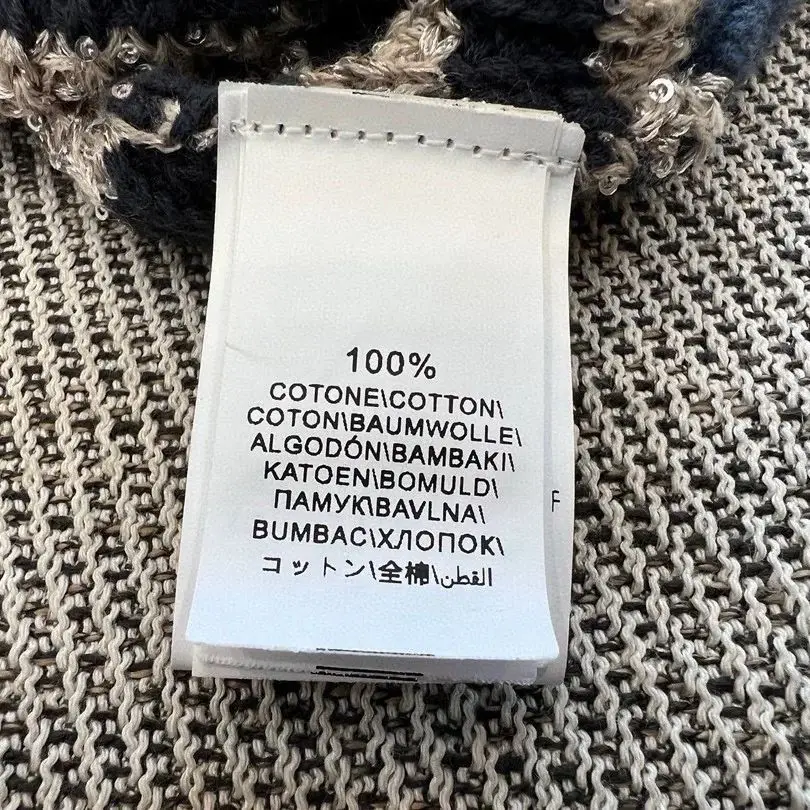 100%
COTONE\COTTON\
COTON\BAUMWOLLE\
ALGODÓN\BAMBAKI\
KATOEN\BOMULD\
ПАМУК\BAVLNA\
BUMBAC\ХЛОПОК\
コットン\全棉\القطن
F